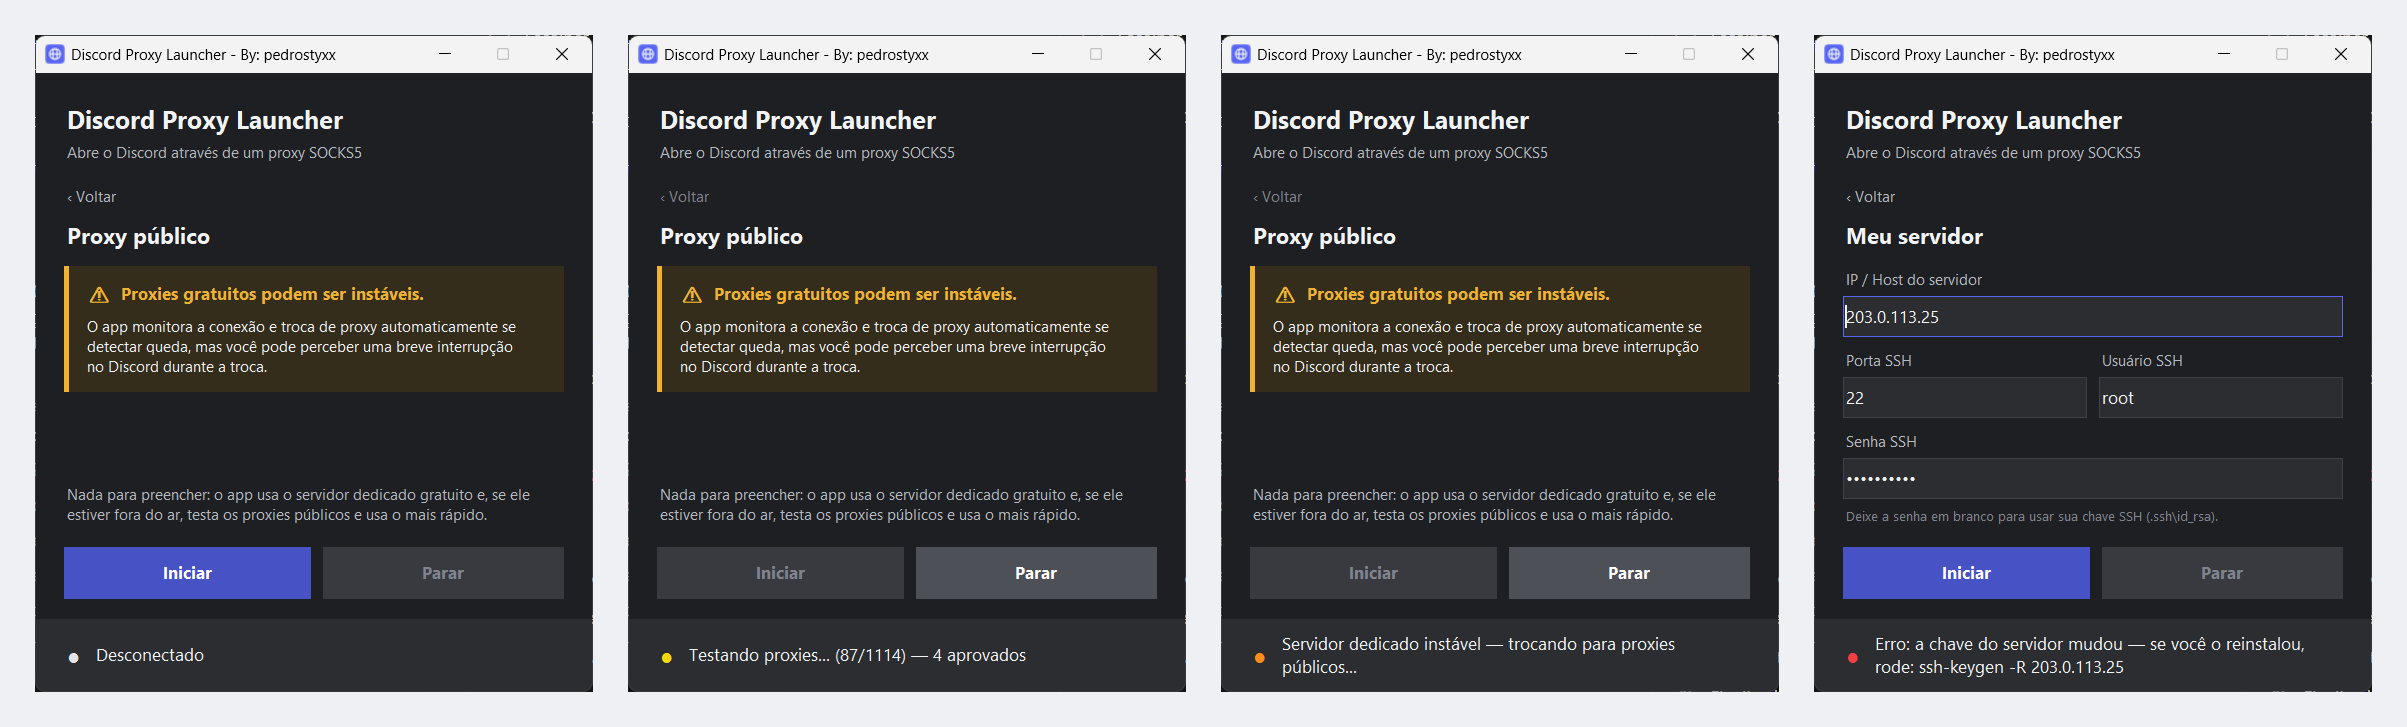 Discord Proxy Launcher - By: pedrostyxx
Discord Proxy Launcher
Abre o Discord através de um proxy SOCKS5
‹ Voltar
Proxy público
⚠ Proxies gratuitos podem ser instáveis.
O app monitora a conexão e troca de proxy automaticamente se
detectar queda, mas você pode perceber uma breve interrupção
no Discord durante a troca.
Nada para preencher: o app usa o servidor dedicado gratuito e, se ele
estiver fora do ar, testa os proxies públicos e usa o mais rápido.
Iniciar
Parar
Desconectado
Discord Proxy Launcher - By: pedrostyxx
Discord Proxy Launcher
Abre o Discord através de um proxy SOCKS5
‹ Voltar
Proxy público
⚠ Proxies gratuitos podem ser instáveis.
O app monitora a conexão e troca de proxy automaticamente se
detectar queda, mas você pode perceber uma breve interrupção
no Discord durante a troca.
Nada para preencher: o app usa o servidor dedicado gratuito e, se ele
estiver fora do ar, testa os proxies públicos e usa o mais rápido.
Iniciar
Parar
Testando proxies... (87/1114) — 4 aprovados
Discord Proxy Launcher - By: pedrostyxx
Discord Proxy Launcher
Abre o Discord através de um proxy SOCKS5
‹ Voltar
Proxy público
⚠ Proxies gratuitos podem ser instáveis.
O app monitora a conexão e troca de proxy automaticamente se
detectar queda, mas você pode perceber uma breve interrupção
no Discord durante a troca.
Nada para preencher: o app usa o servidor dedicado gratuito e, se ele
estiver fora do ar, testa os proxies públicos e usa o mais rápido.
Iniciar
Parar
Servidor dedicado instável — trocando para proxies
públicos...
Discord Proxy Launcher - By: pedrostyxx
Discord Proxy Launcher
Abre o Discord através de um proxy SOCKS5
‹ Voltar
Meu servidor
IP / Host do servidor
203.0.113.25
Porta SSH
Usuário SSH
22
root
Senha SSH
••••••••••
Deixe a senha em branco para usar sua chave SSH (.ssh\id_rsa).
Iniciar
Parar
Erro: a chave do servidor mudou — se você o reinstalou,
rode: ssh-keygen -R 203.0.113.25